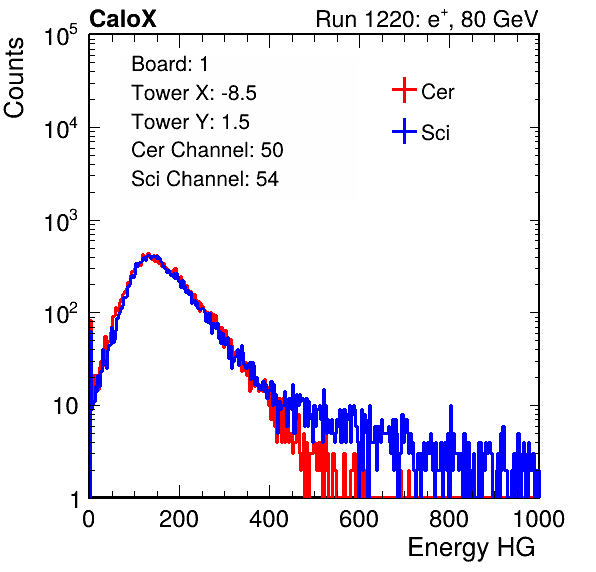 CaloX Run 1220: e⁺, 80 GeV
Counts
Board: 1
Tower X: -8.5
Tower Y: 1.5
Cer Channel: 50
Sci Channel: 54
Cer
Sci
10⁵
10⁴
10³
10²
10
1
0 200 400 600 800 1000
Energy HG